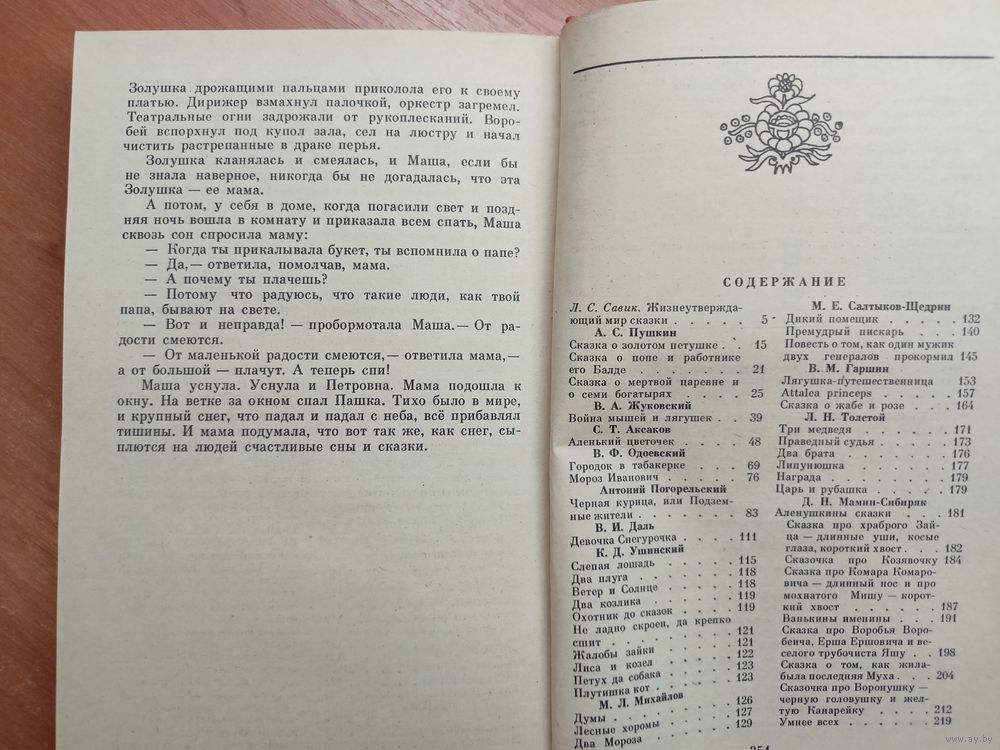 Золушка дрожащими пальцами приколола его к своему
платью. Дирижер взмахнул палочкой, оркестр загремел.
Театральные огни задрожали от рукоплесканий. Воро-
бей вспорхнул под купол зала, сел на люстру и начал
чистить растрепанные в драке перья.
Золушка кланялась и смеялась, и Маша, если бы
не знала наверное, никогда бы не догадалась, что эта
Золушка — ее мама.
А потом, у себя в доме, когда погасили свет и позд-
няя ночь вошла в комнату и приказала всем спать, Маша
сквозь сон спросила маму:
— Когда ты прикалывала букет, ты вспомнила о папе?
— Да,— ответила, помолчав, мама.
— А почему ты плачешь?
— Потому что радуюсь, что такие люди, как твой
папа, бывают на свете.
— Вот и неправда! — пробормотала Маша.— От ра-
дости смеются.
— От маленькой радости смеются,— ответила мама,—
а от большой — плачут. А теперь спи!
Маша уснула. Уснула и Петровна. Мама подошла к
окну. На ветке за окном спал Пашка. Тихо было в мире,
и крупный снег, что падал и падал с неба, всё прибавлял
тишины. И мама подумала, что вот так же, как снег, сы-
плются на людей счастливые сны и сказки.
СОДЕРЖАНИЕ
Л. С. Савик. Жизнеутверждаю-
ющий мир сказки . . . . . 5
А. С. Пушкин
Сказка о золотом петушке . . 15
Сказка о попе и работнике
его Балде . . . . . . . 21
Сказка о мертвой царевне и
о семи богатырях . . . . 25
В. А. Жуковский
Война мышей и лягушек . . 39
С. Т. Аксаков
Аленький цветочек . . . . 48
В. Ф. Одоевский
Городок в табакерке . . . 69
Мороз Иванович . . . . . 76
Антоний Погорельский
Черная курица, или Подзем-
ные жители . . . . . . . 83
В. И. Даль
Девочка Снегурочка . . . . 111
К. Д. Ушинский
Слепая лошадь . . . . . 115
Два плуга . . . . . . . 118
Ветер и Солнце . . . . . 118
Два козлика . . . . . . 119
Охотник до сказок . . . . 119
Не ладно скроен, да крепко
сшит . . . . . . . . 121
Жалобы зайки . . . . . 121
Лиса и козел . . . . . . 122
Петух да собака . . . . . 123
Плутишка кот . . . . . . 123
М. Л. Михайлов
Думы . . . . . . . . 126
Лесные хоромы . . . . . 127
Два Мороза . . . . . . 129
М. Е. Салтыков-Щедрин
Дикий помещик . . . . . 132
Премудрый пискарь . . . 140
Повесть о том, как один мужик
двух генералов прокормил 145
В. М. Гаршин
Лягушка-путешественница 153
Attalea princeps . . . . . 157
Сказка о жабе и розе . . . 164
Л. Н. Толстой
Три медведя . . . . . . 171
Праведный судья . . . . . 173
Два брата . . . . . . . 176
Липунюшка . . . . . . 177
Награда . . . . . . . . 179
Царь и рубашка . . . . . 179
Д. Н. Мамин-Сибиряк
Аленушкины сказки . . . 181
Сказка про храброго Зай-
ца — длинные уши, косые
глаза, короткий хвост . . . 182
Сказочка про Козявочку 184
Сказка про Комара Комаро-
вича — длинный нос и про
мохнатого Мишу — корот-
кий хвост . . . . . . 187
Ванькины именины . . . 191
Сказка про Воробья Воро-
беича, Ерша Ершовича и ве-
селого трубочиста Яшу . . 198
Сказка о том, как жила-
была последняя Муха . . . 204
Сказочка про Воронушку —
черную головушку и жел-
тую Канарейку . . . . 212
Умнее всех . . . . . . 219
www.ay.by